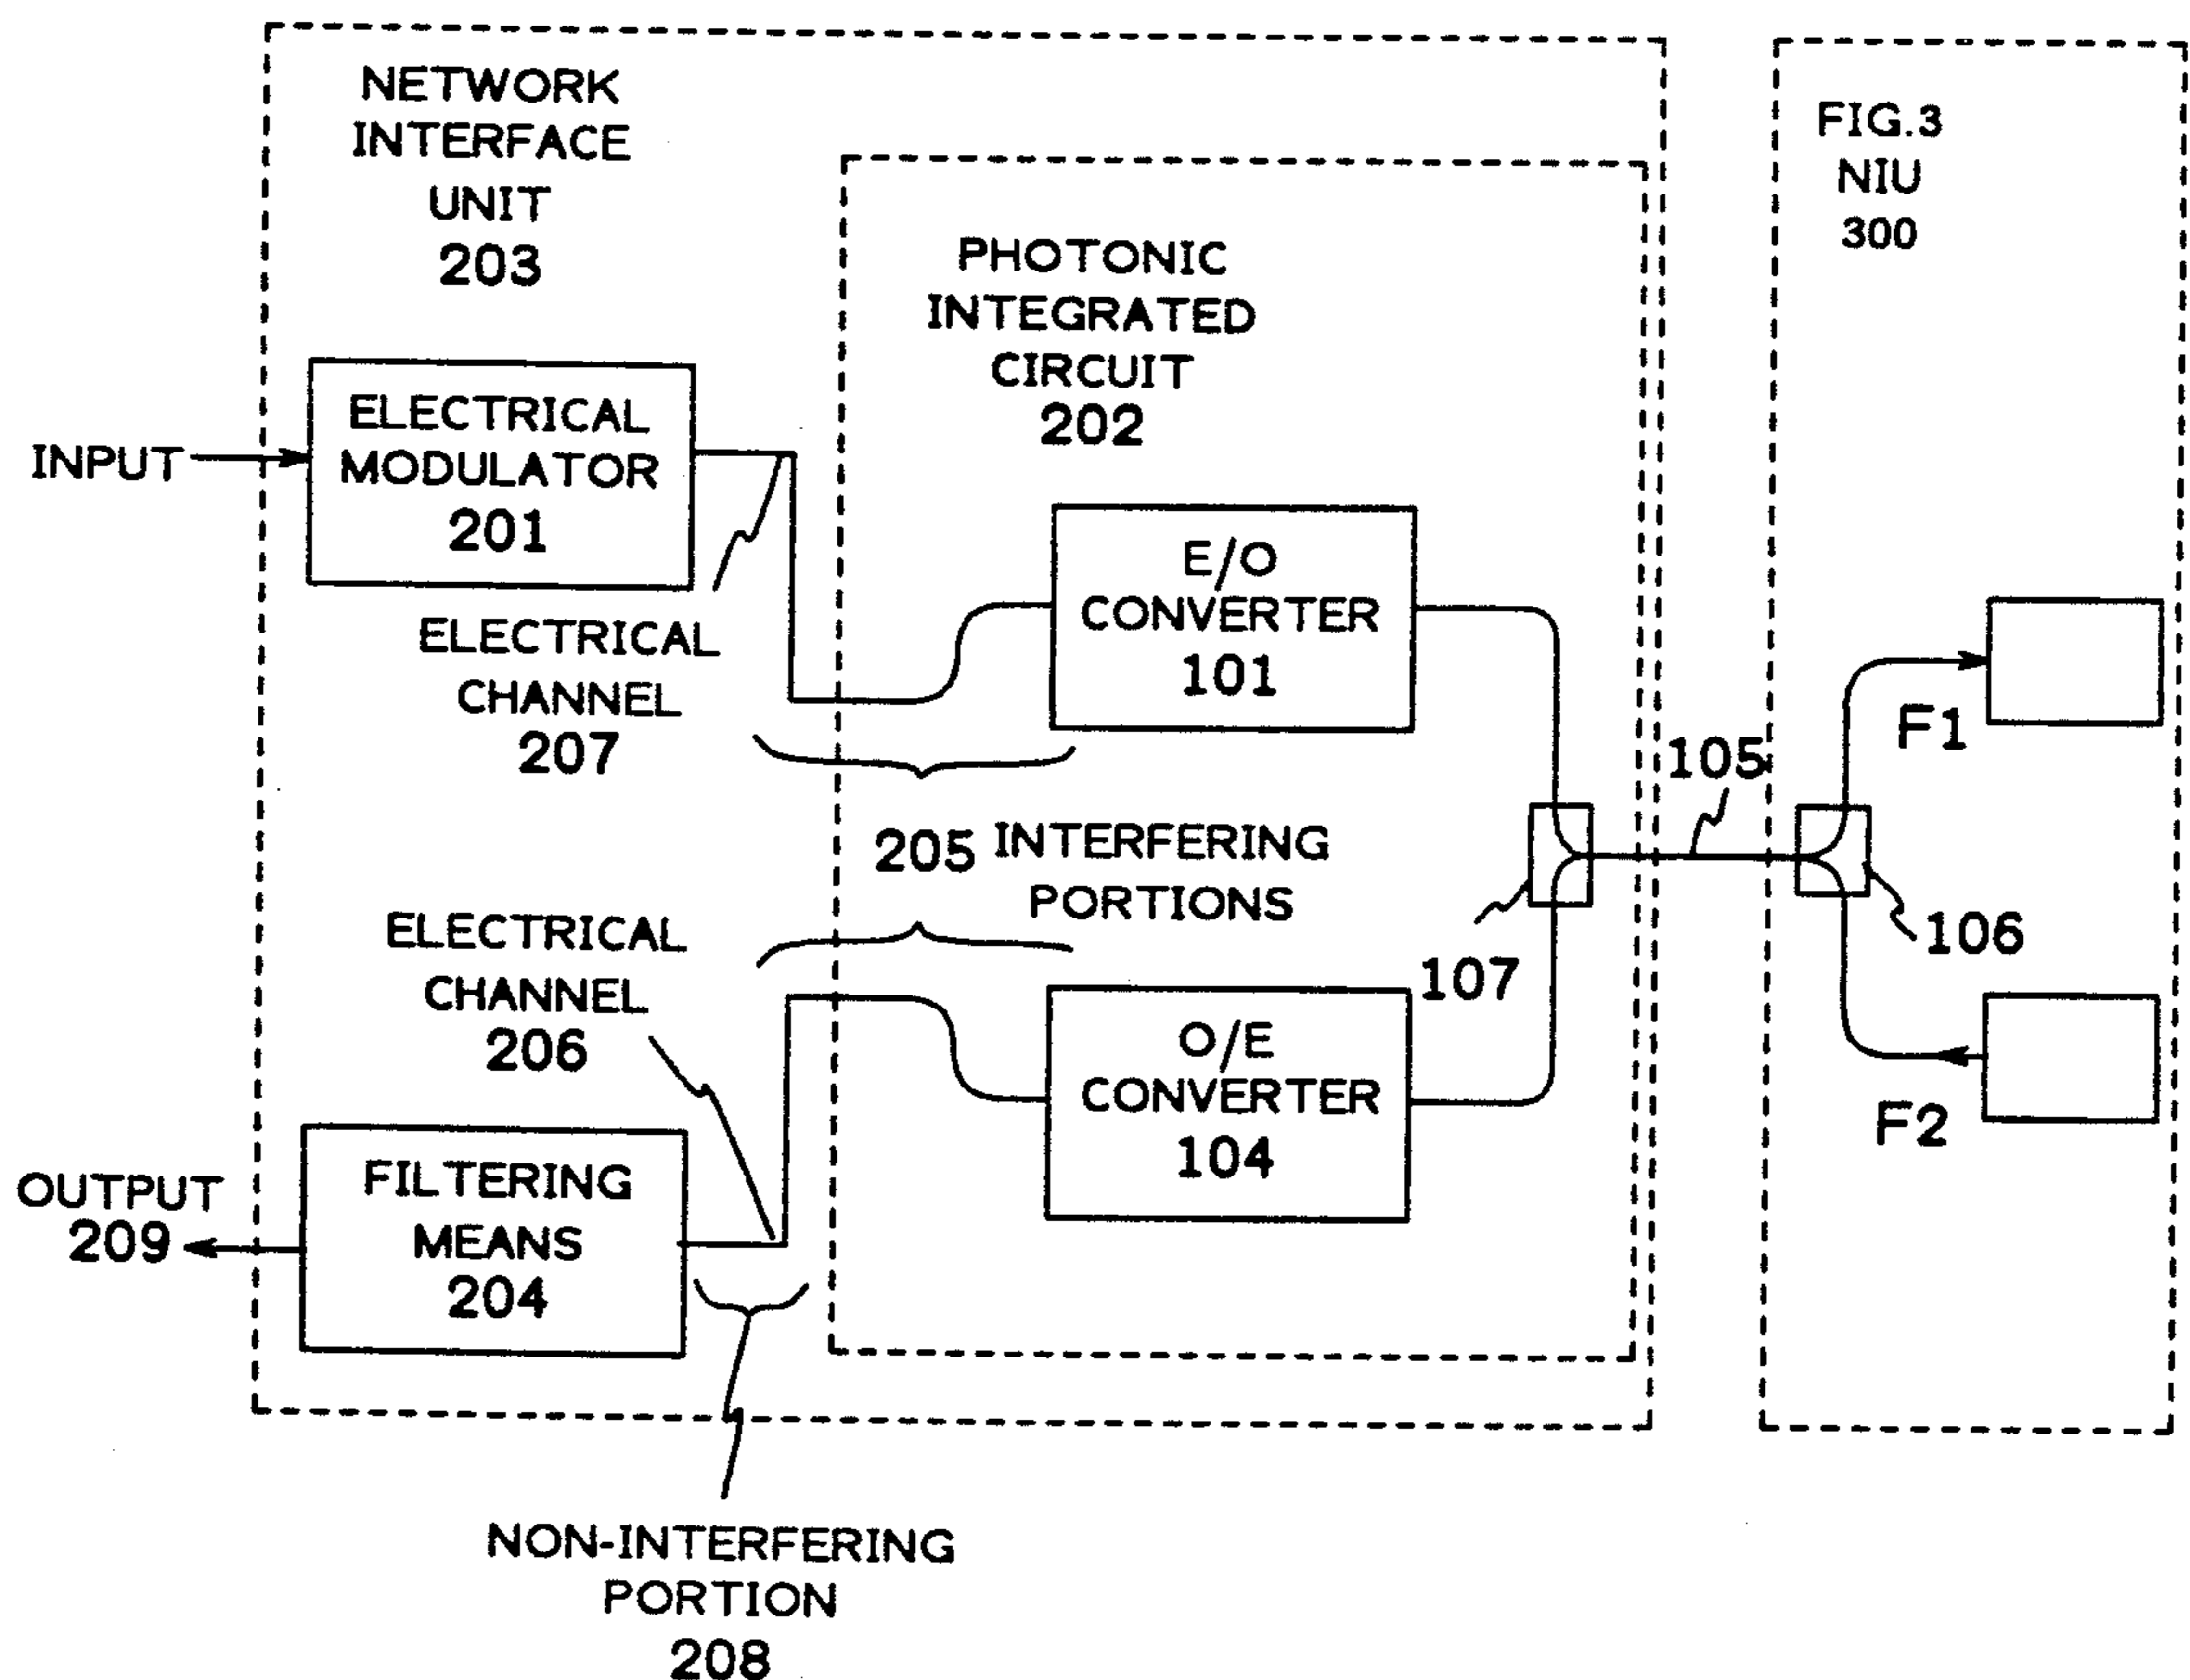 NETWORK
INTERFACE
UNIT
203
FIG.3
NIU
300
PHOTONIC
INTEGRATED
CIRCUIT
202
INPUT
ELECTRICAL
MODULATOR
201
E/O
CONVERTER
101
ELECTRICAL
CHANNEL
207
F1
105
205 INTERFERING
PORTIONS
106
107
ELECTRICAL
CHANNEL
206
O/E
CONVERTER
104
F2
OUTPUT
209
FILTERING
MEANS
204
NON-INTERFERING
PORTION
208